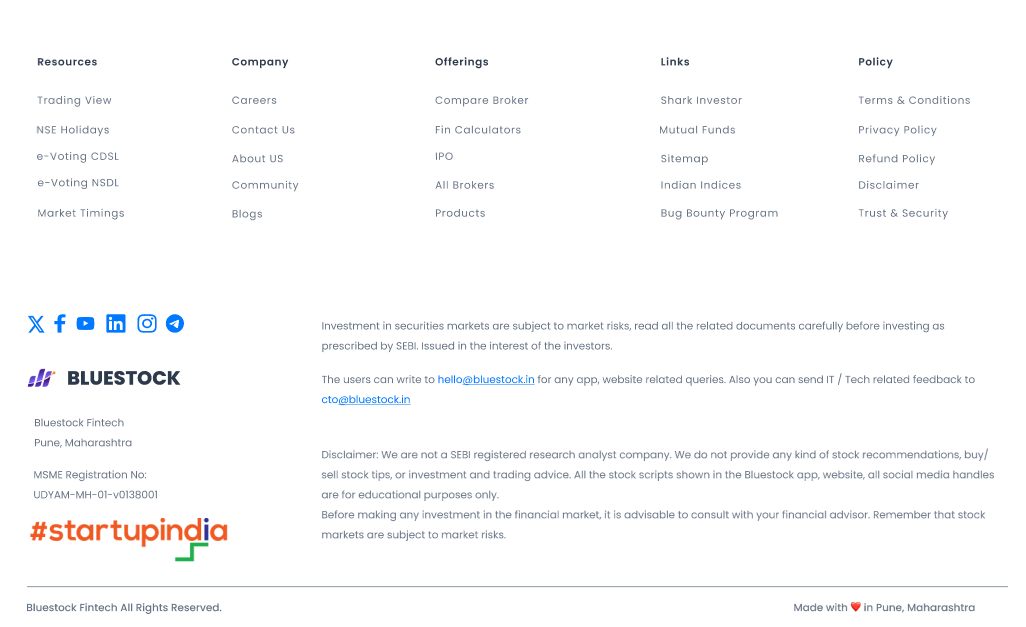 Resources
Trading View
NSE Holidays
e-Voting CDSL
e-Voting NSDL
Market Timings
Company
Careers
Contact Us
About US
Community
Blogs
Offerings
Compare Broker
Fin Calculators
IPO
All Brokers
Products
Links
Shark Investor
Mutual Funds
Sitemap
Indian Indices
Bug Bounty Program
Policy
Terms & Conditions
Privacy Policy
Refund Policy
Disclaimer
Trust & Security
BLUESTOCK
Bluestock Fintech
Pune, Maharashtra
MSME Registration No:
UDYAM-MH-01-v0138001
#startupindia
Investment in securities markets are subject to market risks, read all the related documents carefully before investing as
prescribed by SEBI. Issued in the interest of the investors.
The users can write to hello@bluestock.in for any app, website related queries. Also you can send IT / Tech related feedback to
cto@bluestock.in
Disclaimer: We are not a SEBI registered research analyst company. We do not provide any kind of stock recommendations, buy/
sell stock tips, or investment and trading advice. All the stock scripts shown in the Bluestock app, website, all social media handles
are for educational purposes only.
Before making any investment in the financial market, it is advisable to consult with your financial advisor. Remember that stock
markets are subject to market risks.
Bluestock Fintech All Rights Reserved.
Made with ❤️ in Pune, Maharashtra